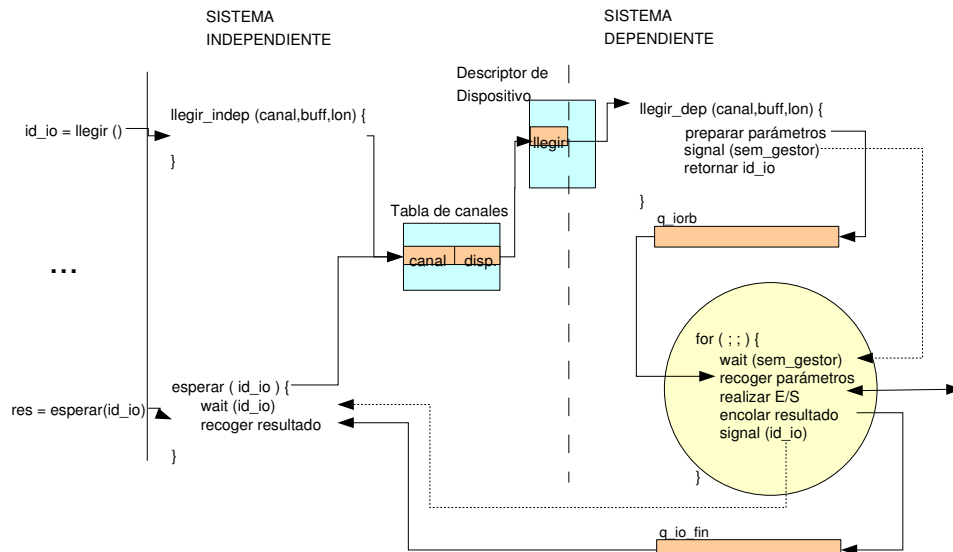 SISTEMA
INDEPENDIENTE
SISTEMA
DEPENDIENTE
Descriptor de
Dispositivo
id_io = llegir ()
llegir_indep (canal,buff,lon) {
}
llegir
llegir_dep (canal,buff,lon) {
preparar parámetros
signal (sem_gestor)
retornar id_io
}
Tabla de canales
canal
disp.
q_iorb
...
for ( ; ; ) {
wait (sem_gestor)
recoger parámetros
realizar E/S
encolar resultado
signal (id_io)
}
res = esperar(id_io)
esperar ( id_io ) {
wait (id_io)
recoger resultado
}
q_io_fin